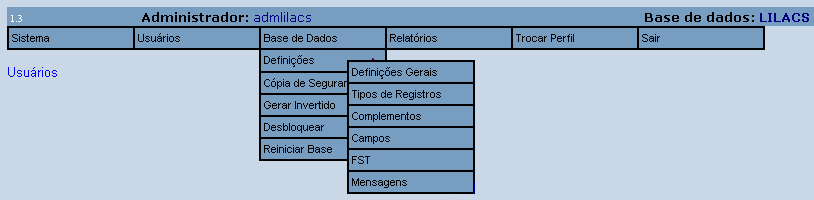 1.3 Administrador: admlilacs Base de dados: LILACS
Sistema Usuários Base de Dados Relatórios Trocar Perfil Sair
Usuários
Definições
Cópia de Seguran
Gerar Invertido
Desbloquear
Reiniciar Base
Definições Gerais
Tipos de Registros
Complementos
Campos
FST
Mensagens